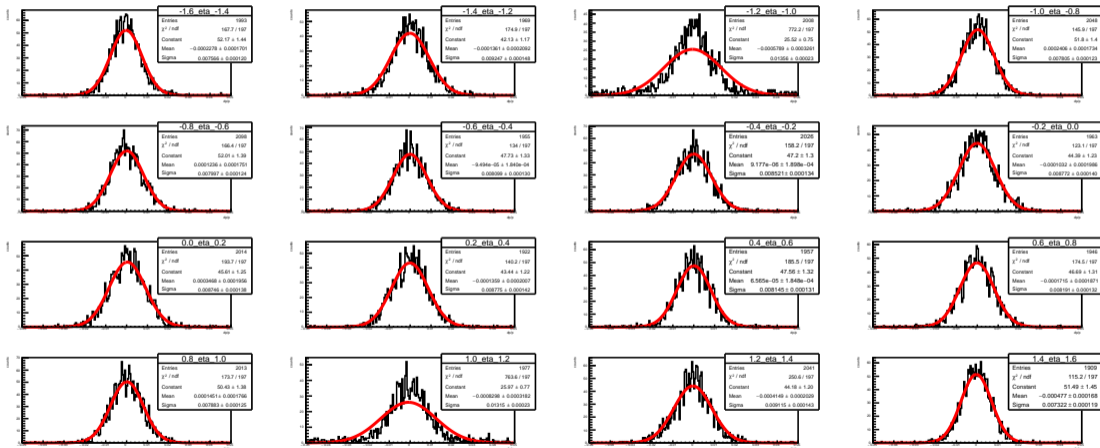 -1.6_eta_-1.4
Entries 1993
χ² / ndf 167.7 / 197
Constant 52.17 ± 1.44
Mean -0.0002278 ± 0.0001701
Sigma 0.007566 ± 0.000120
-1.4_eta_-1.2
Entries 1969
χ² / ndf 174.8 / 197
Constant 42.13 ± 1.17
Mean -0.0001361 ± 0.0002092
Sigma 0.009247 ± 0.000148
-1.2_eta_-1.0
Entries 2008
χ² / ndf 772.2 / 197
Constant 25.52 ± 0.75
Mean -0.0005789 ± 0.0003281
Sigma 0.01356 ± 0.00023
-1.0_eta_-0.8
Entries 2048
χ² / ndf 145.9 / 197
Constant 51.8 ± 1.4
Mean 0.0002406 ± 0.0001734
Sigma 0.007805 ± 0.000123
-0.8_eta_-0.6
Entries 2098
χ² / ndf 166.4 / 197
Constant 52.01 ± 1.39
Mean 0.0001236 ± 0.0001751
Sigma 0.007897 ± 0.000124
-0.6_eta_-0.4
Entries 1955
χ² / ndf 134 / 197
Constant 47.73 ± 1.33
Mean -9.494e-05 ± 1.840e-04
Sigma 0.008089 ± 0.000130
-0.4_eta_-0.2
Entries 2026
χ² / ndf 158.2 / 197
Constant 47.2 ± 1.3
Mean 9.177e-06 ± 1.898e-04
Sigma 0.008521 ± 0.000134
-0.2_eta_0.0
Entries 1963
χ² / ndf 123.1 / 197
Constant 44.39 ± 1.23
Mean -0.0001032 ± 0.0001986
Sigma 0.008772 ± 0.000140
0.0_eta_0.2
Entries 2014
χ² / ndf 193.7 / 197
Constant 45.61 ± 1.25
Mean 0.0003468 ± 0.0001956
Sigma 0.008746 ± 0.000138
0.2_eta_0.4
Entries 1922
χ² / ndf 140.2 / 197
Constant 43.44 ± 1.22
Mean -0.0001359 ± 0.0002007
Sigma 0.008775 ± 0.000142
0.4_eta_0.6
Entries 1957
χ² / ndf 185.5 / 197
Constant 47.56 ± 1.32
Mean 6.565e-05 ± 1.848e-04
Sigma 0.008145 ± 0.000131
0.6_eta_0.8
Entries 1946
χ² / ndf 174.5 / 197
Constant 46.69 ± 1.31
Mean -0.0001715 ± 0.0001871
Sigma 0.008191 ± 0.000132
0.8_eta_1.0
Entries 2013
χ² / ndf 173.7 / 197
Constant 50.43 ± 1.38
Mean 0.0001451 ± 0.0001766
Sigma 0.007883 ± 0.000125
1.0_eta_1.2
Entries 1977
χ² / ndf 763.6 / 197
Constant 25.97 ± 0.77
Mean -0.0008298 ± 0.0003182
Sigma 0.01315 ± 0.00023
1.2_eta_1.4
Entries 2041
χ² / ndf 250.6 / 197
Constant 44.18 ± 1.20
Mean -0.0004149 ± 0.0002029
Sigma 0.009115 ± 0.000143
1.4_eta_1.6
Entries 1909
χ² / ndf 115.2 / 197
Constant 51.49 ± 1.45
Mean -0.000477 ± 0.000168
Sigma 0.007322 ± 0.000119